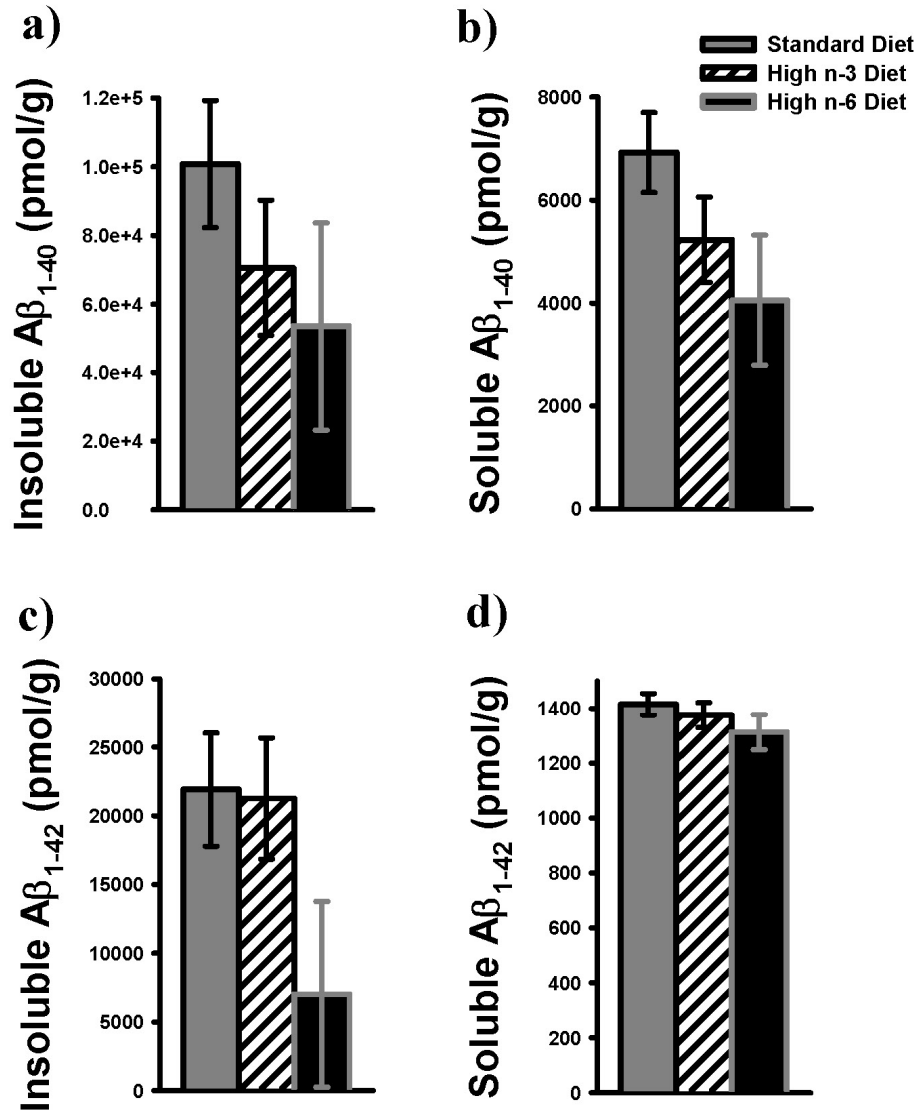 a)
Insoluble Aβ1-40 (pmol/g)
1.2e+5
1.0e+5
8.0e+4
6.0e+4
4.0e+4
2.0e+4
0.0
b)
Standard Diet
High n-3 Diet
High n-6 Diet
Soluble Aβ1-40 (pmol/g)
8000
6000
4000
2000
0
c)
Insoluble Aβ1-42 (pmol/g)
30000
25000
20000
15000
10000
5000
0
d)
Soluble Aβ1-42 (pmol/g)
1400
1200
1000
800
600
400
200
0